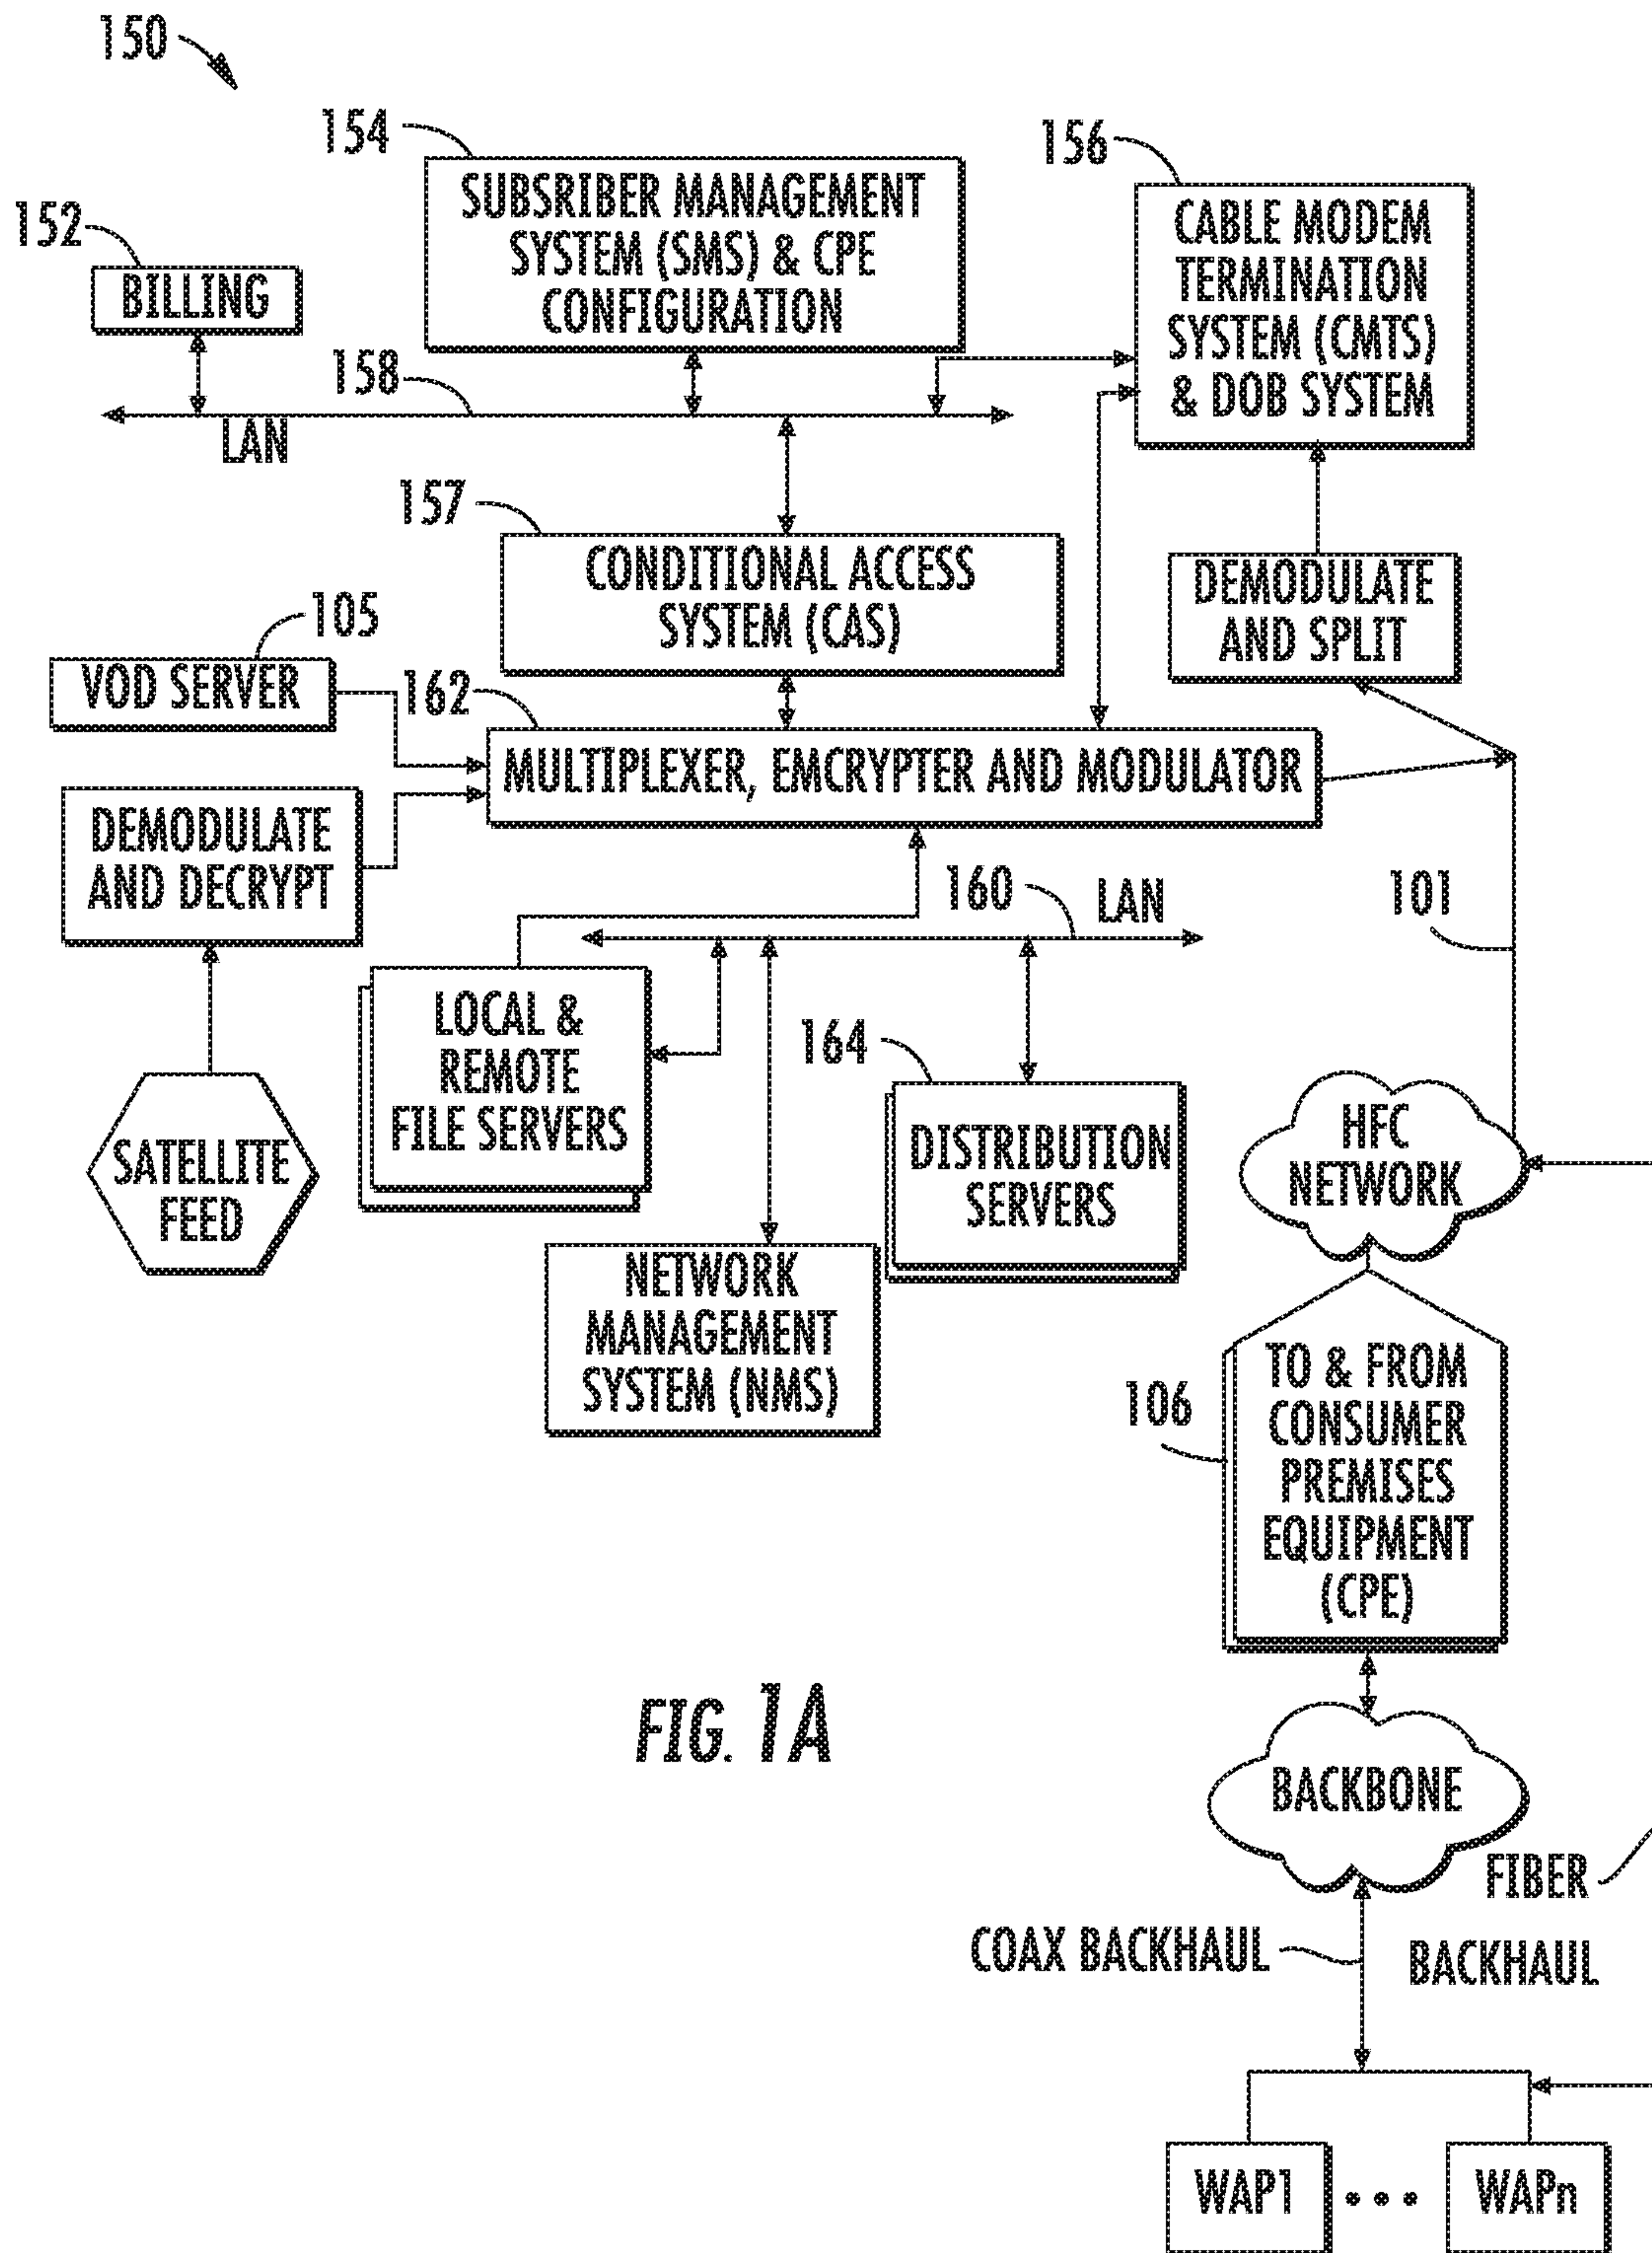 150
154
SUBSRIBER MANAGEMENT
SYSTEM (SMS) & CPE
CONFIGURATION
156
CABLE MODEM
TERMINATION
SYSTEM (CMTS)
& DOB SYSTEM
152
BILLING
158
LAN
157
CONDITIONAL ACCESS
SYSTEM (CAS)
DEMODULATE
AND SPLIT
105
VOD SERVER
162
MULTIPLEXER, EMCRYPTER AND MODULATOR
DEMODULATE
AND DECRYPT
160
LAN
101
LOCAL &
REMOTE
FILE SERVERS
164
DISTRIBUTION
SERVERS
HFC
NETWORK
SATELLITE
FEED
NETWORK
MANAGEMENT
SYSTEM (NMS)
106
TO & FROM
CONSUMER
PREMISES
EQUIPMENT
(CPE)
FIG. 1A
BACKBONE
FIBER
BACKHAUL
COAX BACKHAUL
WAP1
• • •
WAPn